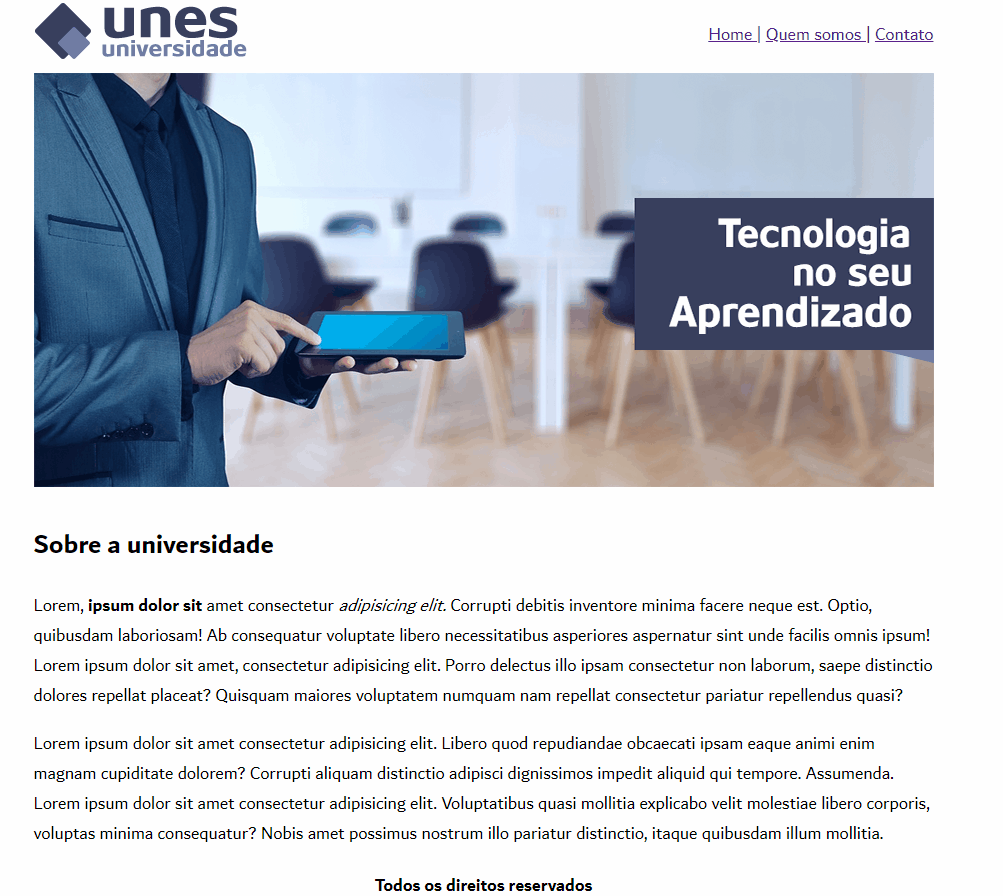 unes
universidade
Home | Quem somos | Contato
Tecnologia
no seu
Aprendizado
Sobre a universidade
Lorem, ipsum dolor sit amet consectetur adipisicing elit. Corrupti debitis inventore minima facere neque est. Optio,
quibusdam laboriosam! Ab consequatur voluptate libero necessitatibus asperiores aspernatur sint unde facilis omnis ipsum!
Lorem ipsum dolor sit amet, consectetur adipisicing elit. Porro delectus illo ipsam consectetur non laborum, saepe distinctio
dolores repellat placeat? Quisquam maiores voluptatem numquam nam repellat consectetur pariatur repellendus quasi?
Lorem ipsum dolor sit amet consectetur adipisicing elit. Libero quod repudiandae obcaecati ipsam eaque animi enim
magnam cupiditate dolorem? Corrupti aliquam distinctio adipisci dignissimos impedit aliquid qui tempore. Assumenda.
Lorem ipsum dolor sit amet consectetur adipisicing elit. Voluptatibus quasi mollitia explicabo velit molestiae libero corporis,
voluptas minima consequatur? Nobis amet possimus nostrum illo pariatur distinctio, itaque quibusdam illum mollitia.
Todos os direitos reservados